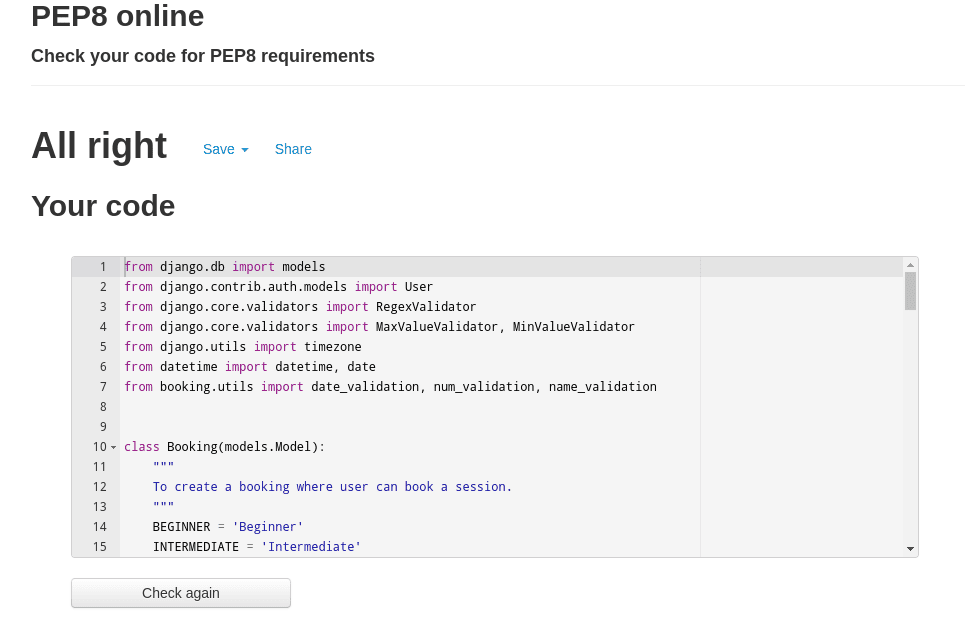 PEP8 online
Check your code for PEP8 requirements
All right Save Share
Your code
1 from django.db import models
2 from django.contrib.auth.models import User
3 from django.core.validators import RegexValidator
4 from django.core.validators import MaxValueValidator, MinValueValidator
5 from django.utils import timezone
6 from datetime import datetime, date
7 from booking.utils import date_validation, num_validation, name_validation
8
9
10 class Booking(models.Model):
11     """
12     To create a booking where user can book a session.
13     """
14     BEGINNER = 'Beginner'
15     INTERMEDIATE = 'Intermediate'
Check again